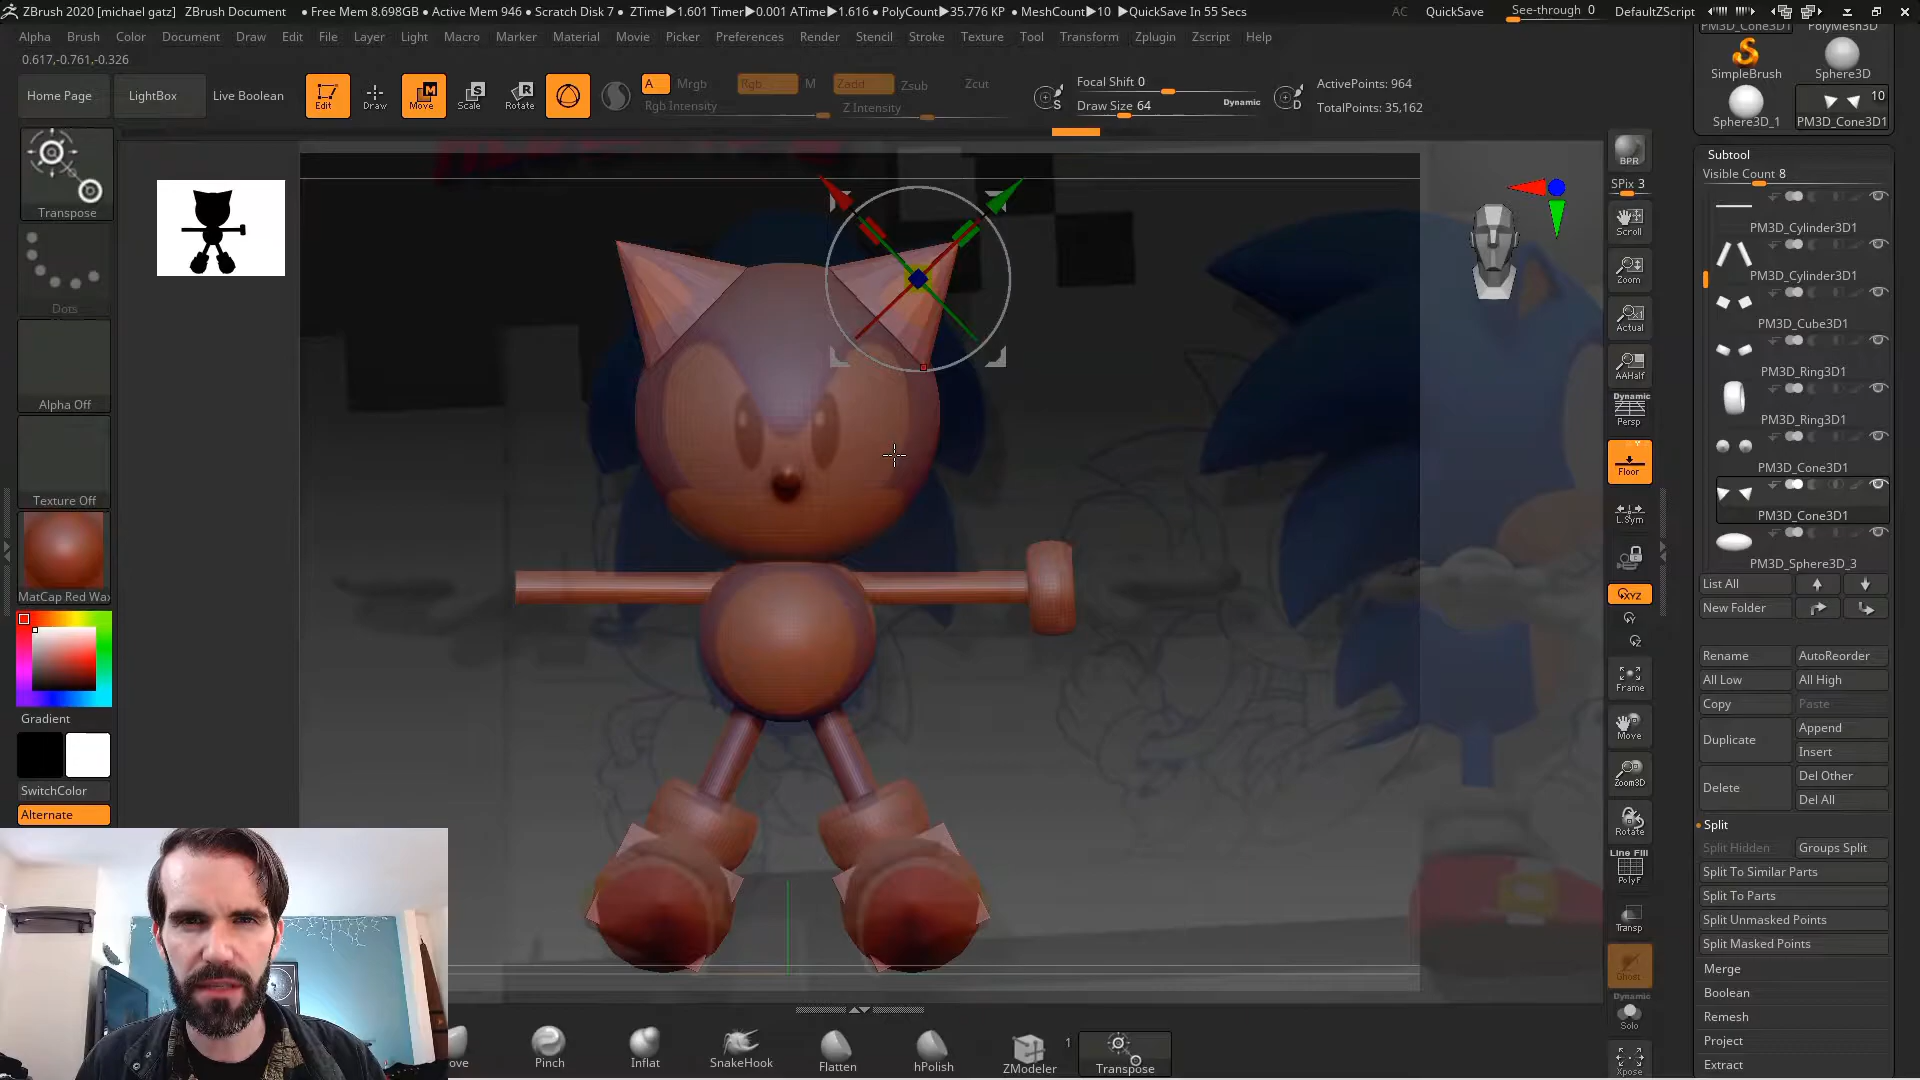 ZBrush 2020 [michael gatz] ZBrush Document • Free Mem 8.698GB • Active Mem 946 • Scratch Disk 7 • ZTime▶1.601 Timer▶0.001 ATime▶1.616 • PolyCount▶35.776 KP • MeshCount▶10 ▶QuickSave In 55 Secs AC QuickSave See-through 0 DefaultZScript
Alpha Brush Color Document Draw Edit File Layer Light Macro Marker Material Movie Picker Preferences Render Stencil Stroke Texture Tool Transform Zplugin Zscript Help
0.617,-0.761,-0.326
Home Page LightBox Live Boolean Edit Draw Move Scale Rotate A Mrgb Rgb M Zadd Zsub Zcut
Rgb Intensity Z Intensity
S Focal Shift 0
Draw Size 64 Dynamic
D ActivePoints: 964
TotalPoints: 35,162
Transpose
Dots
Alpha Off
Texture Off
MatCap Red Wax
Gradient
SwitchColor
Alternate
BPR
SPix 3
Scroll
Zoom
Actual
AAHalf
Dynamic
Persp
Floor
L.Sym
XYZ
Frame
Move
Zoom3D
Rotate
Line Fill
PolyF
Transp
Ghost
Dynamic
Solo
Xpose
PM3D_Cone3D1 PolyMesh3D
SimpleBrush Sphere3D
10
Sphere3D_1 PM3D_Cone3D1
Subtool
Visible Count 8
PM3D_Cylinder3D1
PM3D_Cylinder3D1
PM3D_Cube3D1
PM3D_Ring3D1
PM3D_Ring3D1
PM3D_Cone3D1
PM3D_Cone3D1
PM3D_Sphere3D_3
List All
New Folder
Rename AutoReorder
All Low All High
Copy Paste
Duplicate Append
Insert
Delete Del Other
Del All
Split
Split Hidden Groups Split
Split To Similar Parts
Split To Parts
Split Unmasked Points
Split Masked Points
Merge
Boolean
Remesh
Project
Extract
Pinch Inflat SnakeHook Flatten hPolish ZModeler 1 Transpose